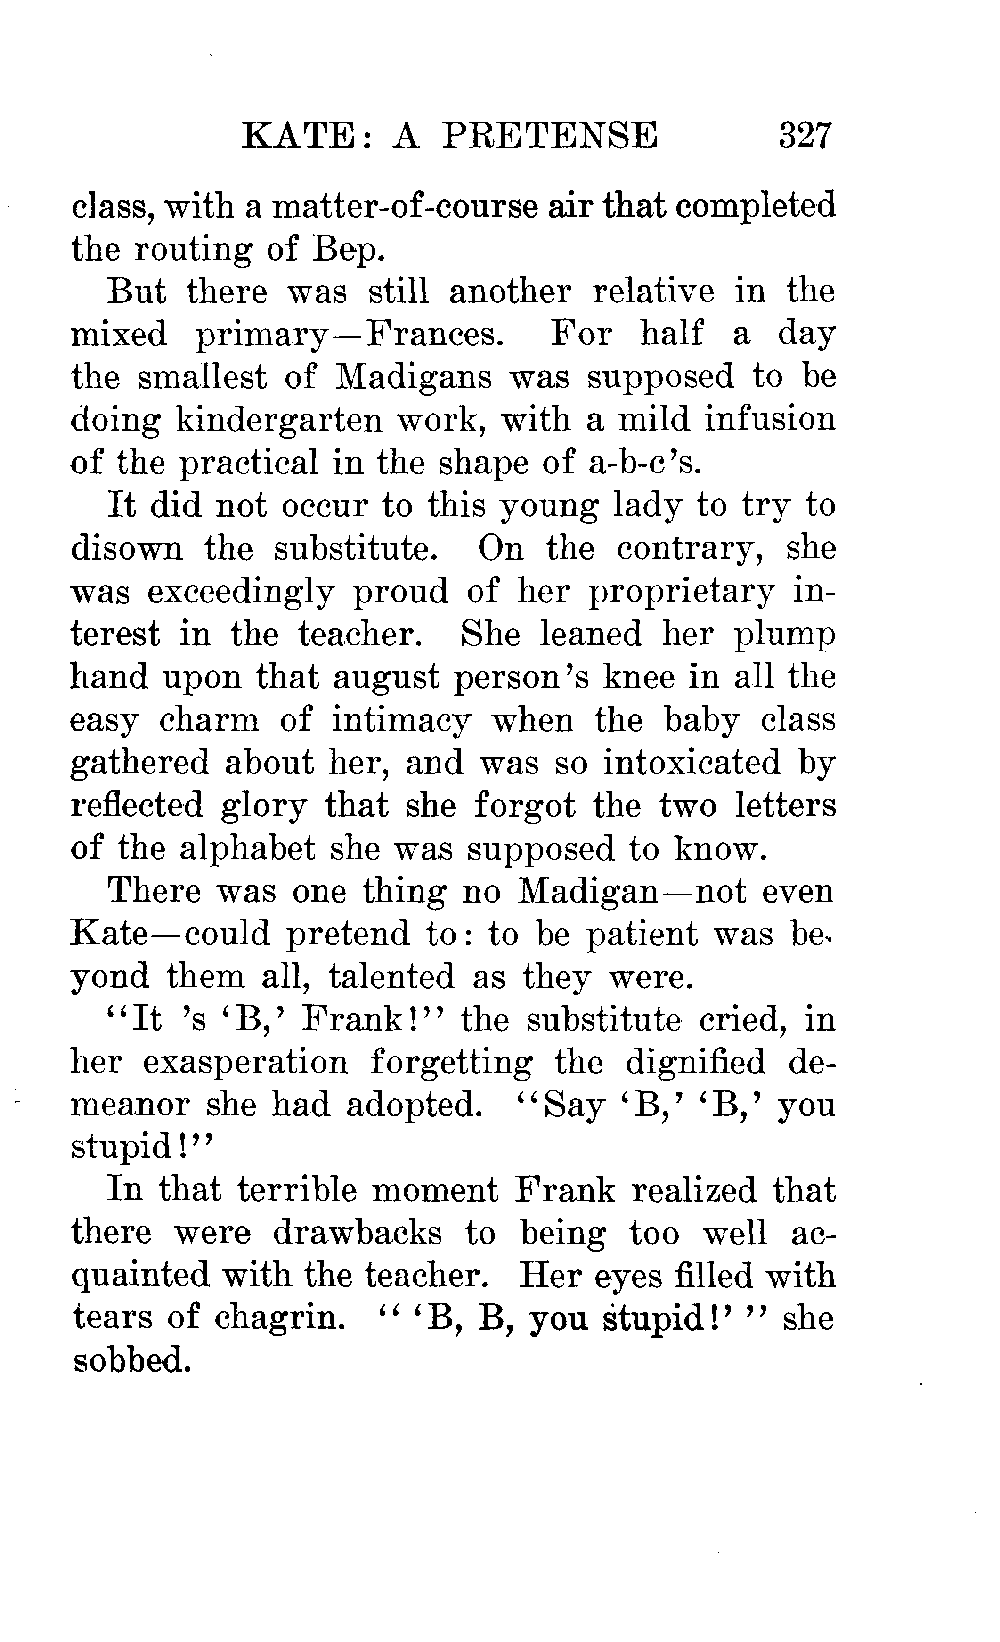 KATE: A PRETENSE 327
class, with a matter-of-course air that completed
the routing of Bep.
But there was still another relative in the
mixed primary—Frances. For half a day
the smallest of Madigans was supposed to be
doing kindergarten work, with a mild infusion
of the practical in the shape of a-b-c's.
It did not occur to this young lady to try to
disown the substitute. On the contrary, she
was exceedingly proud of her proprietary in-
terest in the teacher. She leaned her plump
hand upon that august person's knee in all the
easy charm of intimacy when the baby class
gathered about her, and was so intoxicated by
reflected glory that she forgot the two letters
of the alphabet she was supposed to know.
There was one thing no Madigan—not even
Kate—could pretend to: to be patient was be-
yond them all, talented as they were.
“It 's ‘B,’ Frank!” the substitute cried, in
her exasperation forgetting the dignified de-
meanor she had adopted. “Say ‘B,’ ‘B,’ you
stupid!”
In that terrible moment Frank realized that
there were drawbacks to being too well ac-
quainted with the teacher. Her eyes filled with
tears of chagrin. “ ‘B, B, you stupid!’ ” she
sobbed.